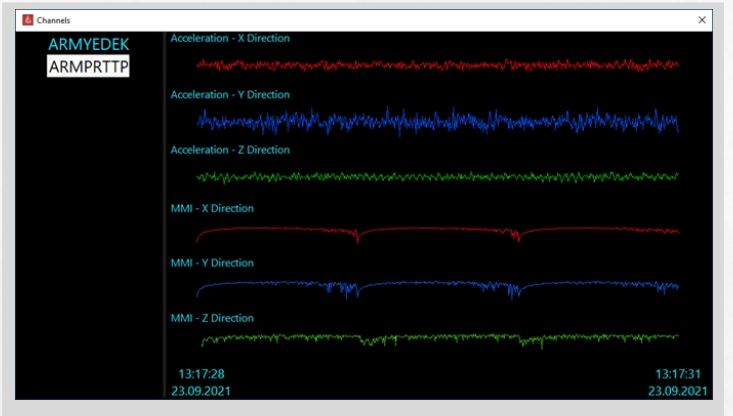 Channels
ARMYEDEK
ARMPRTTP
Acceleration - X Direction
Acceleration - Y Direction
Acceleration - Z Direction
MMI - X Direction
MMI - Y Direction
MMI - Z Direction
13:17:28 13:17:31
23.09.2021 23.09.2021